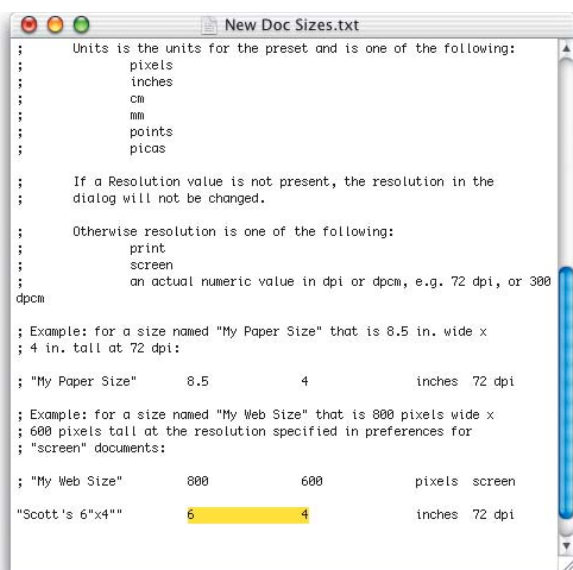 New Doc Sizes.txt
; Units is the units for the preset and is one of the following:
; pixels
; inches
; cm
; mm
; points
; picas
; If a Resolution value is not present, the resolution in the
; dialog will not be changed.
; Otherwise resolution is one of the following:
; print
; screen
; an actual numeric value in dpi or dpcm, e.g. 72 dpi, or 300
dpcm
; Example: for a size named "My Paper Size" that is 8.5 in. wide x
; 4 in. tall at 72 dpi:
; "My Paper Size" 8.5 4 inches 72 dpi
; Example: for a size named "My Web Size" that is 800 pixels wide x
; 600 pixels tall at the resolution specified in preferences for
; "screen" documents:
; "My Web Size" 800 600 pixels screen
"Scott's 6"x4"" 6 4 inches 72 dpi